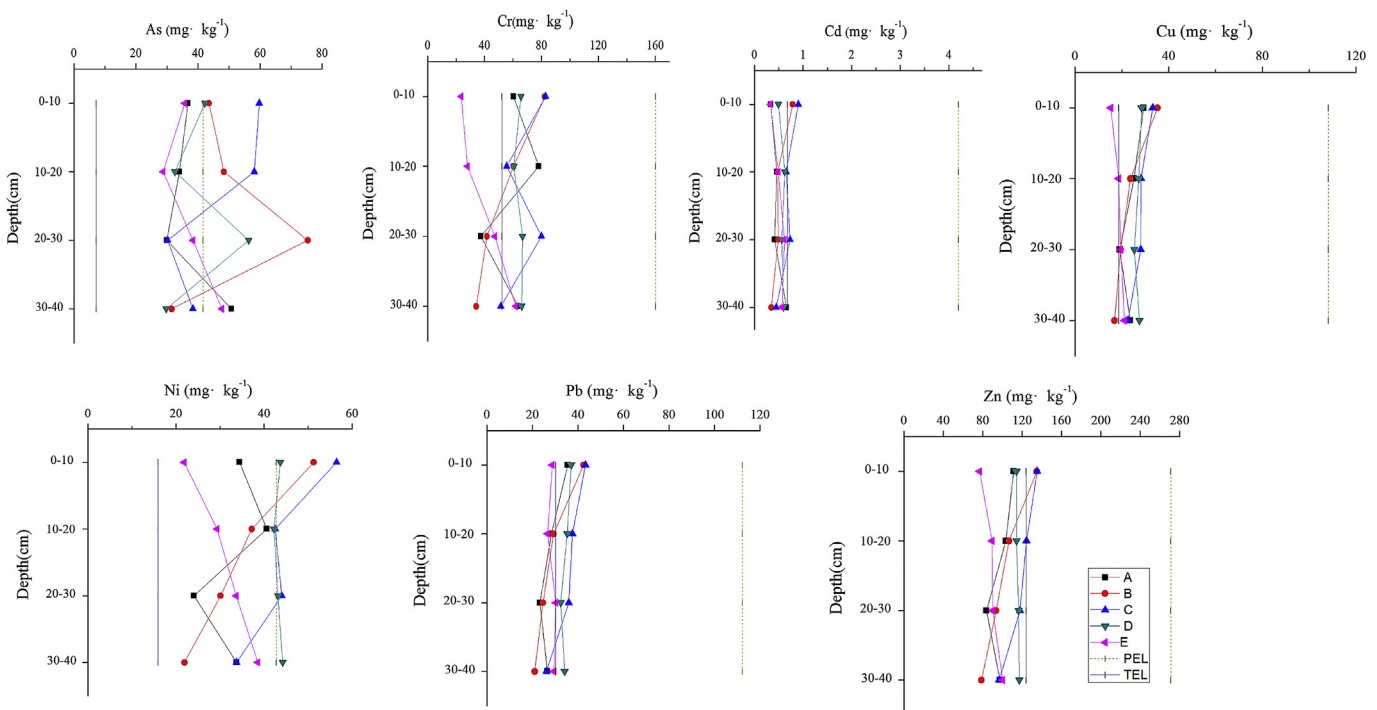 As (mg· kg-1)
0 20 40 60 80
Depth(cm)
0-10
10-20
20-30
30-40
Cr(mg· kg-1)
0 40 80 120 160
Depth(cm)
0-10
10-20
20-30
30-40
Cd (mg· kg-1)
0 1 2 3 4
Depth(cm)
0-10
10-20
20-30
30-40
Cu (mg· kg-1)
0 40 80 120
Depth(cm)
0-10
10-20
20-30
30-40
Ni (mg· kg-1)
0 20 40 60
Depth(cm)
0-10
10-20
20-30
30-40
Pb (mg· kg-1)
0 20 40 60 80 100 120
Depth(cm)
0-10
10-20
20-30
30-40
Zn (mg· kg-1)
0 40 80 120 160 200 240 280
Depth(cm)
0-10
10-20
20-30
30-40
A
B
C
D
E
PEL
TEL